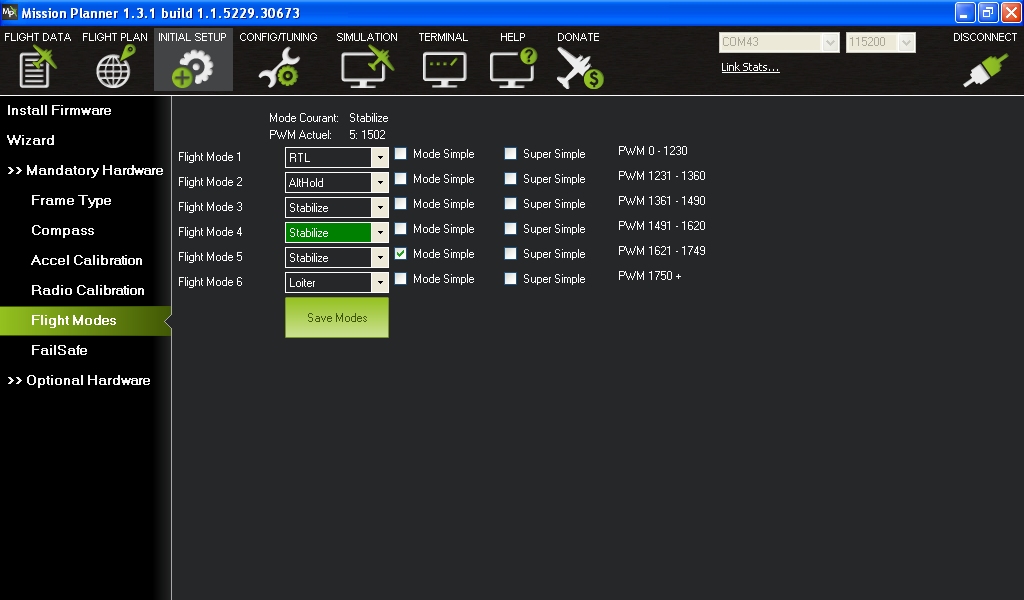 Mission Planner 1.3.1 build 1.1.5229.30673
FLIGHT DATA FLIGHT PLAN INITIAL SETUP CONFIG/TUNING SIMULATION TERMINAL HELP DONATE COM43 115200 DISCONNECT
Link Stats...
Install Firmware
Wizard
>> Mandatory Hardware
Frame Type
Compass
Accel Calibration
Radio Calibration
Flight Modes
FailSafe
>> Optional Hardware
Mode Courant: Stabilize
PWM Actuel: 5: 1502
Flight Mode 1 RTL Mode Simple Super Simple PWM 0 - 1230
Flight Mode 2 AltHold Mode Simple Super Simple PWM 1231 - 1360
Flight Mode 3 Stabilize Mode Simple Super Simple PWM 1361 - 1490
Flight Mode 4 Stabilize Mode Simple Super Simple PWM 1491 - 1620
Flight Mode 5 Stabilize Mode Simple Super Simple PWM 1621 - 1749
Flight Mode 6 Loiter Mode Simple Super Simple PWM 1750 +
Save Modes